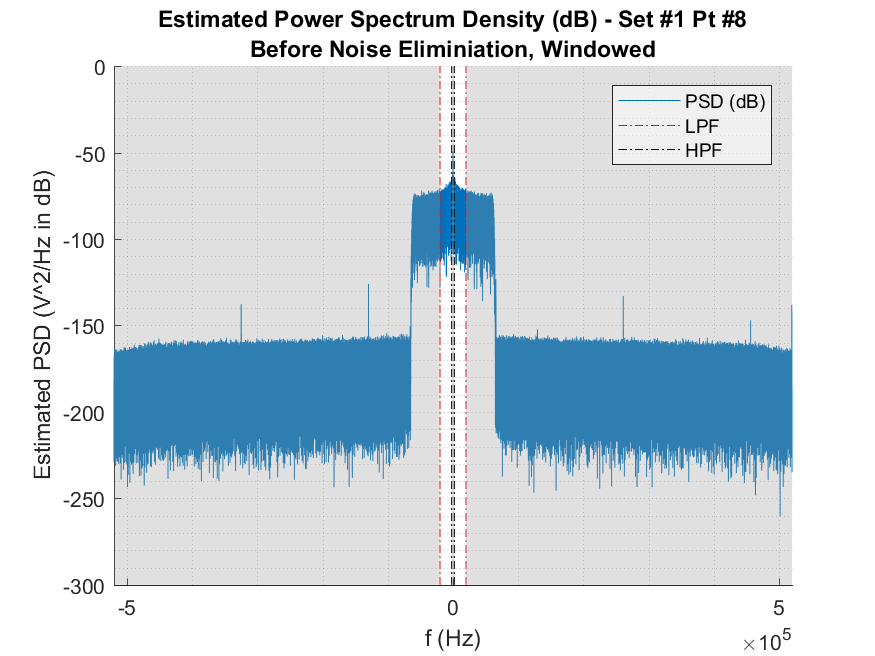 Estimated Power Spectrum Density (dB) - Set #1 Pt #8
Before Noise Eliminiation, Windowed
0
-50
-100
-150
-200
-250
-300
Estimated PSD (V^2/Hz in dB)
PSD (dB)
LPF
HPF
-5
0
5
f (Hz)
×10^5